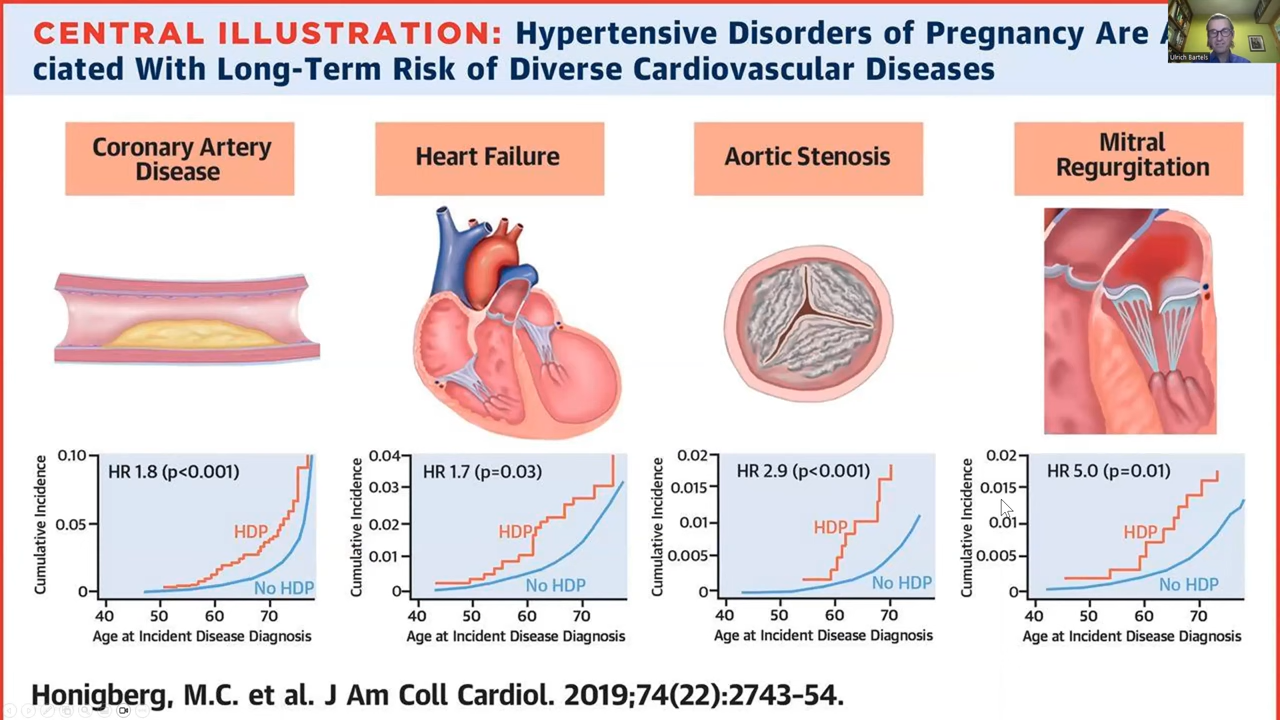 CENTRAL ILLUSTRATION: Hypertensive Disorders of Pregnancy Are
ciated With Long-Term Risk of Diverse Cardiovascular Diseases
Ulrich Bartels
Coronary Artery
Disease
Heart Failure
Aortic Stenosis
Mitral
Regurgitation
Cumulative Incidence
0.10
0.05
0
HR 1.8 (p<0.001)
HDP
No HDP
40 50 60 70
Age at Incident Disease Diagnosis
Cumulative Incidence
0.04
0.03
0.02
0.01
0
HR 1.7 (p=0.03)
HDP
No HDP
40 50 60 70
Age at Incident Disease Diagnosis
Cumulative Incidence
0.02
0.015
0.01
0.005
0
HR 2.9 (p<0.001)
HDP
No HDP
40 50 60 70
Age at Incident Disease Diagnosis
Cumulative Incidence
0.02
0.015
0.01
0.005
0
HR 5.0 (p=0.01)
HDP
No HDP
40 50 60 70
Age at Incident Disease Diagnosis
Honigberg, M.C. et al. J Am Coll Cardiol. 2019;74(22):2743-54.